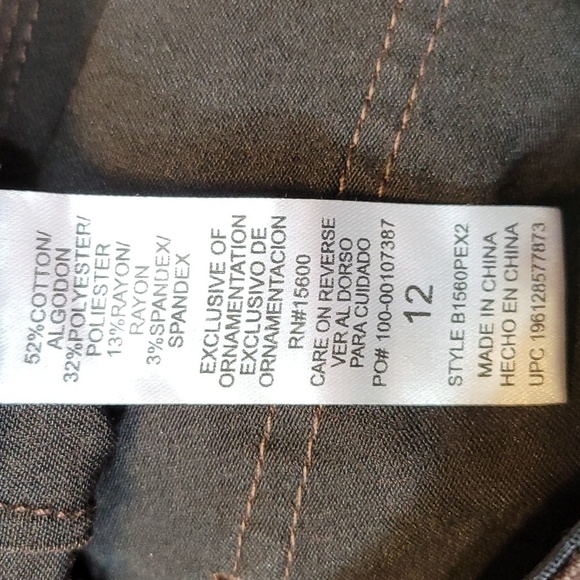 52%COTTON/
ALGODON
32%POLYESTER/
POLIESTER
13%RAYON/
RAYON
3%SPANDEX/
SPANDEX
EXCLUSIVE OF
ORNAMENTATION
EXCLUSIVO DE
ORNAMENTACION
RN#15600
CARE ON REVERSE
VER AL DORSO
PARA CUIDADO
PO# 100-00107387
12
STYLE B1560PEX2
MADE IN CHINA
HECHO EN CHINA
UPC 196128577873